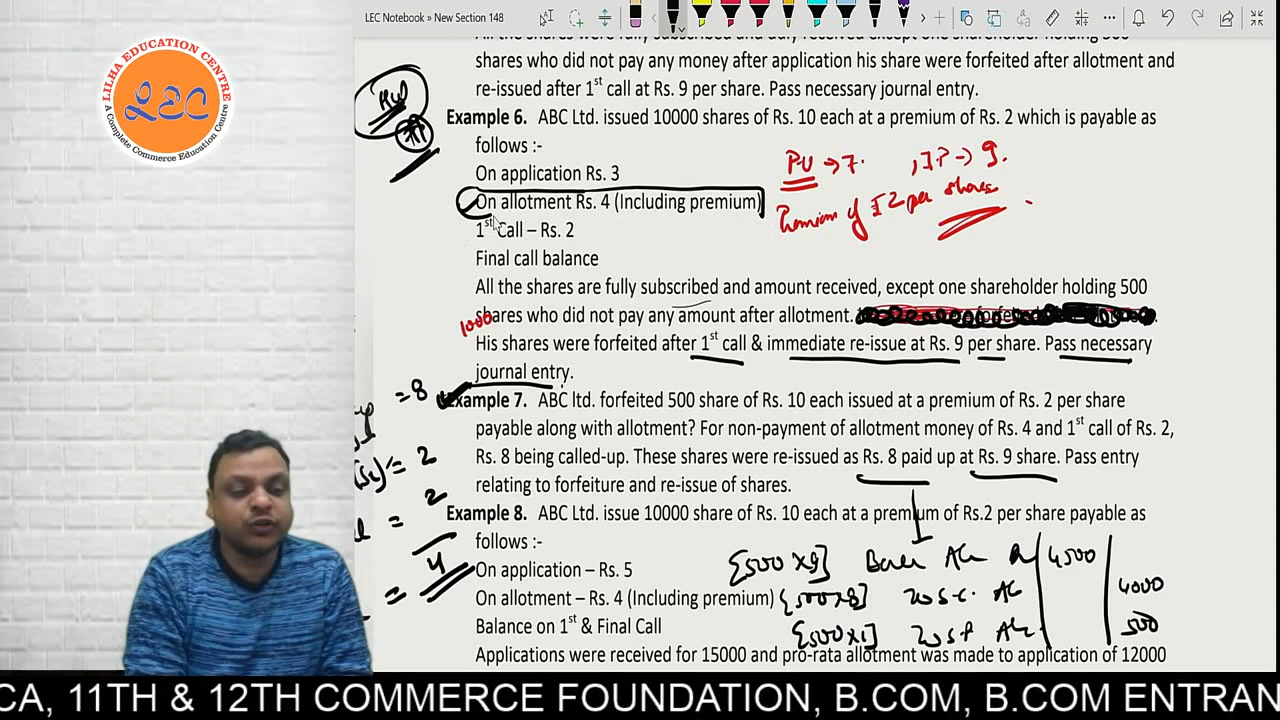 LEC Notebook » New Section 148
LILHA EDUCATION CENTRE
LEC
A Complete Commerce Education Centre
shares who did not pay any money after application his share were forfeited after allotment and
re-issued after 1st call at Rs. 9 per share. Pass necessary journal entry.
Example 6. ABC Ltd. issued 10000 shares of Rs. 10 each at a premium of Rs. 2 which is payable as
follows :-
On application Rs. 3
On allotment Rs. 4 (Including premium)
1st Call – Rs. 2
Final call balance
Premium of ₹ 2 per shares
All the shares are fully subscribed and amount received, except one shareholder holding 500
shares who did not pay any amount after allotment.
1000
His shares were forfeited after 1st call & immediate re-issue at Rs. 9 per share. Pass necessary
journal entry.
= 8
Example 7. ABC ltd. forfeited 500 share of Rs. 10 each issued at a premium of Rs. 2 per share
payable along with allotment? For non-payment of allotment money of Rs. 4 and 1st call of Rs. 2,
Rs. 8 being called-up. These shares were re-issued as Rs. 8 paid up at Rs. 9 share. Pass entry
relating to forfeiture and re-issue of shares.
= 2
= 2
= 4
Example 8. ABC Ltd. issue 10000 share of Rs. 10 each at a premium of Rs.2 per share payable as
follows :-
On application – Rs. 5
On allotment – Rs. 4 (Including premium)
Balance on 1st & Final Call
{500 x 9} Bank A/c 4500
{500x8} To S.C. A/c 4000
{500x1} To S P A/c 500
Applications were received for 15000 and pro-rata allotment was made to application of 12000
CA, 11TH & 12TH COMMERCE FOUNDATION, B.COM, B.COM ENTRAN